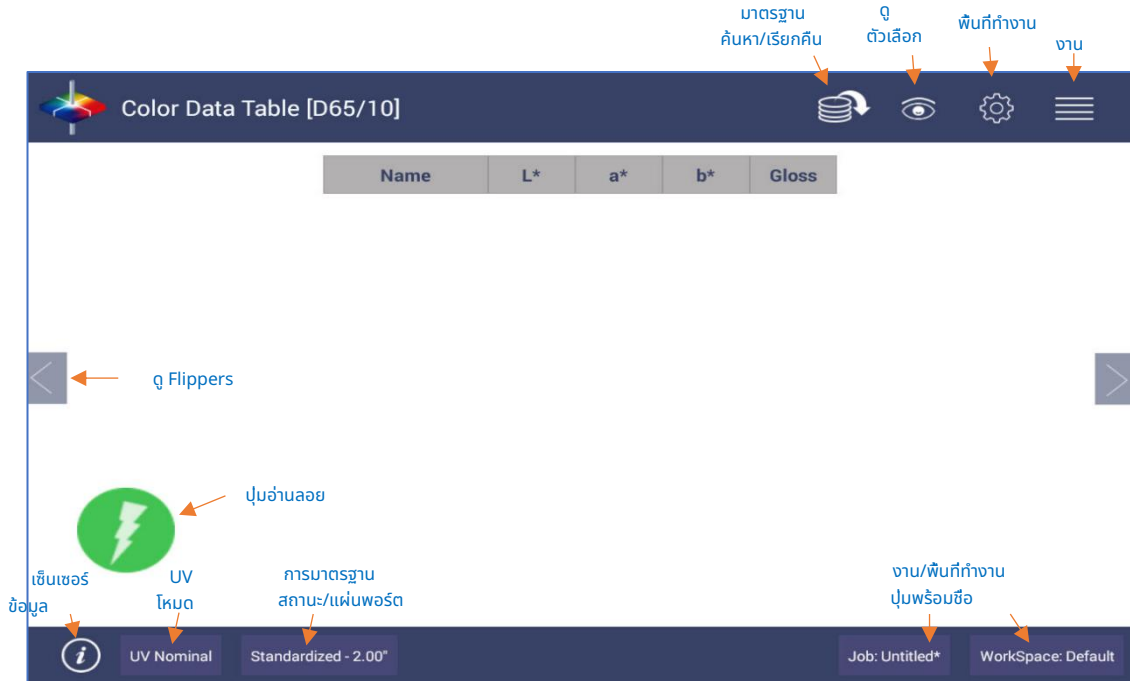 มาตรฐาน
ค้นหา/เรียกคืน
ดู
ตัวเลือก
พื้นที่ทำงาน
งาน
Color Data Table [D65/10]
Name L* a* b* Gloss
ดู Flippers
ปุ่มอ่านลอย
เซ็นเซอร์
ข้อมูล
UV
โหมด
การมาตรฐาน
สถานะ/แผ่นพอร์ต
งาน/พื้นที่ทำงาน
ปุ่มพร้อมชื่อ
UV Nominal
Standardized - 2.00"
Job: Untitled*
WorkSpace: Default